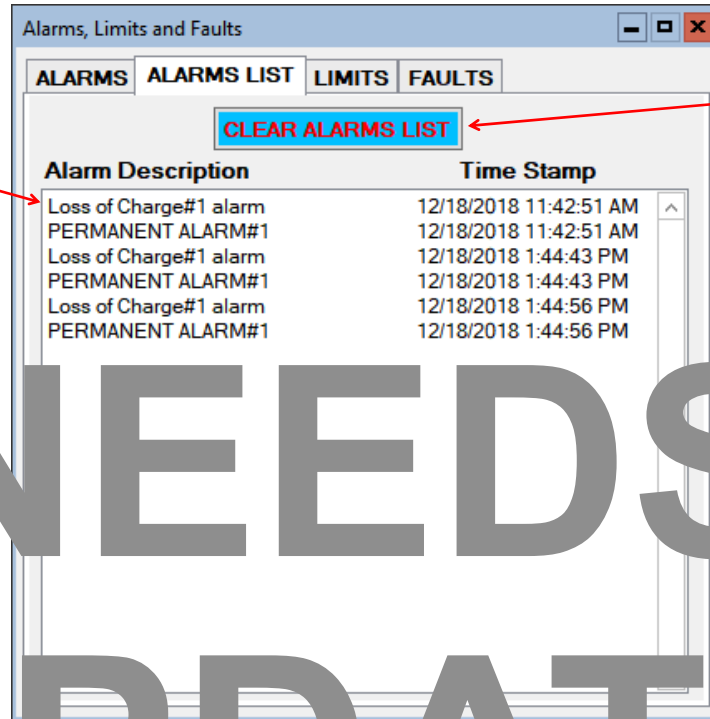 Alarms, Limits and Faults
ALARMS ALARMS LIST LIMITS FAULTS
CLEAR ALARMS LIST
Alarm Description Time Stamp
Loss of Charge#1 alarm 12/18/2018 11:42:51 AM
PERMANENT ALARM#1 12/18/2018 11:42:51 AM
Loss of Charge#1 alarm 12/18/2018 1:44:43 PM
PERMANENT ALARM#1 12/18/2018 1:44:43 PM
Loss of Charge#1 alarm 12/18/2018 1:44:56 PM
PERMANENT ALARM#1 12/18/2018 1:44:56 PM
NEEDS